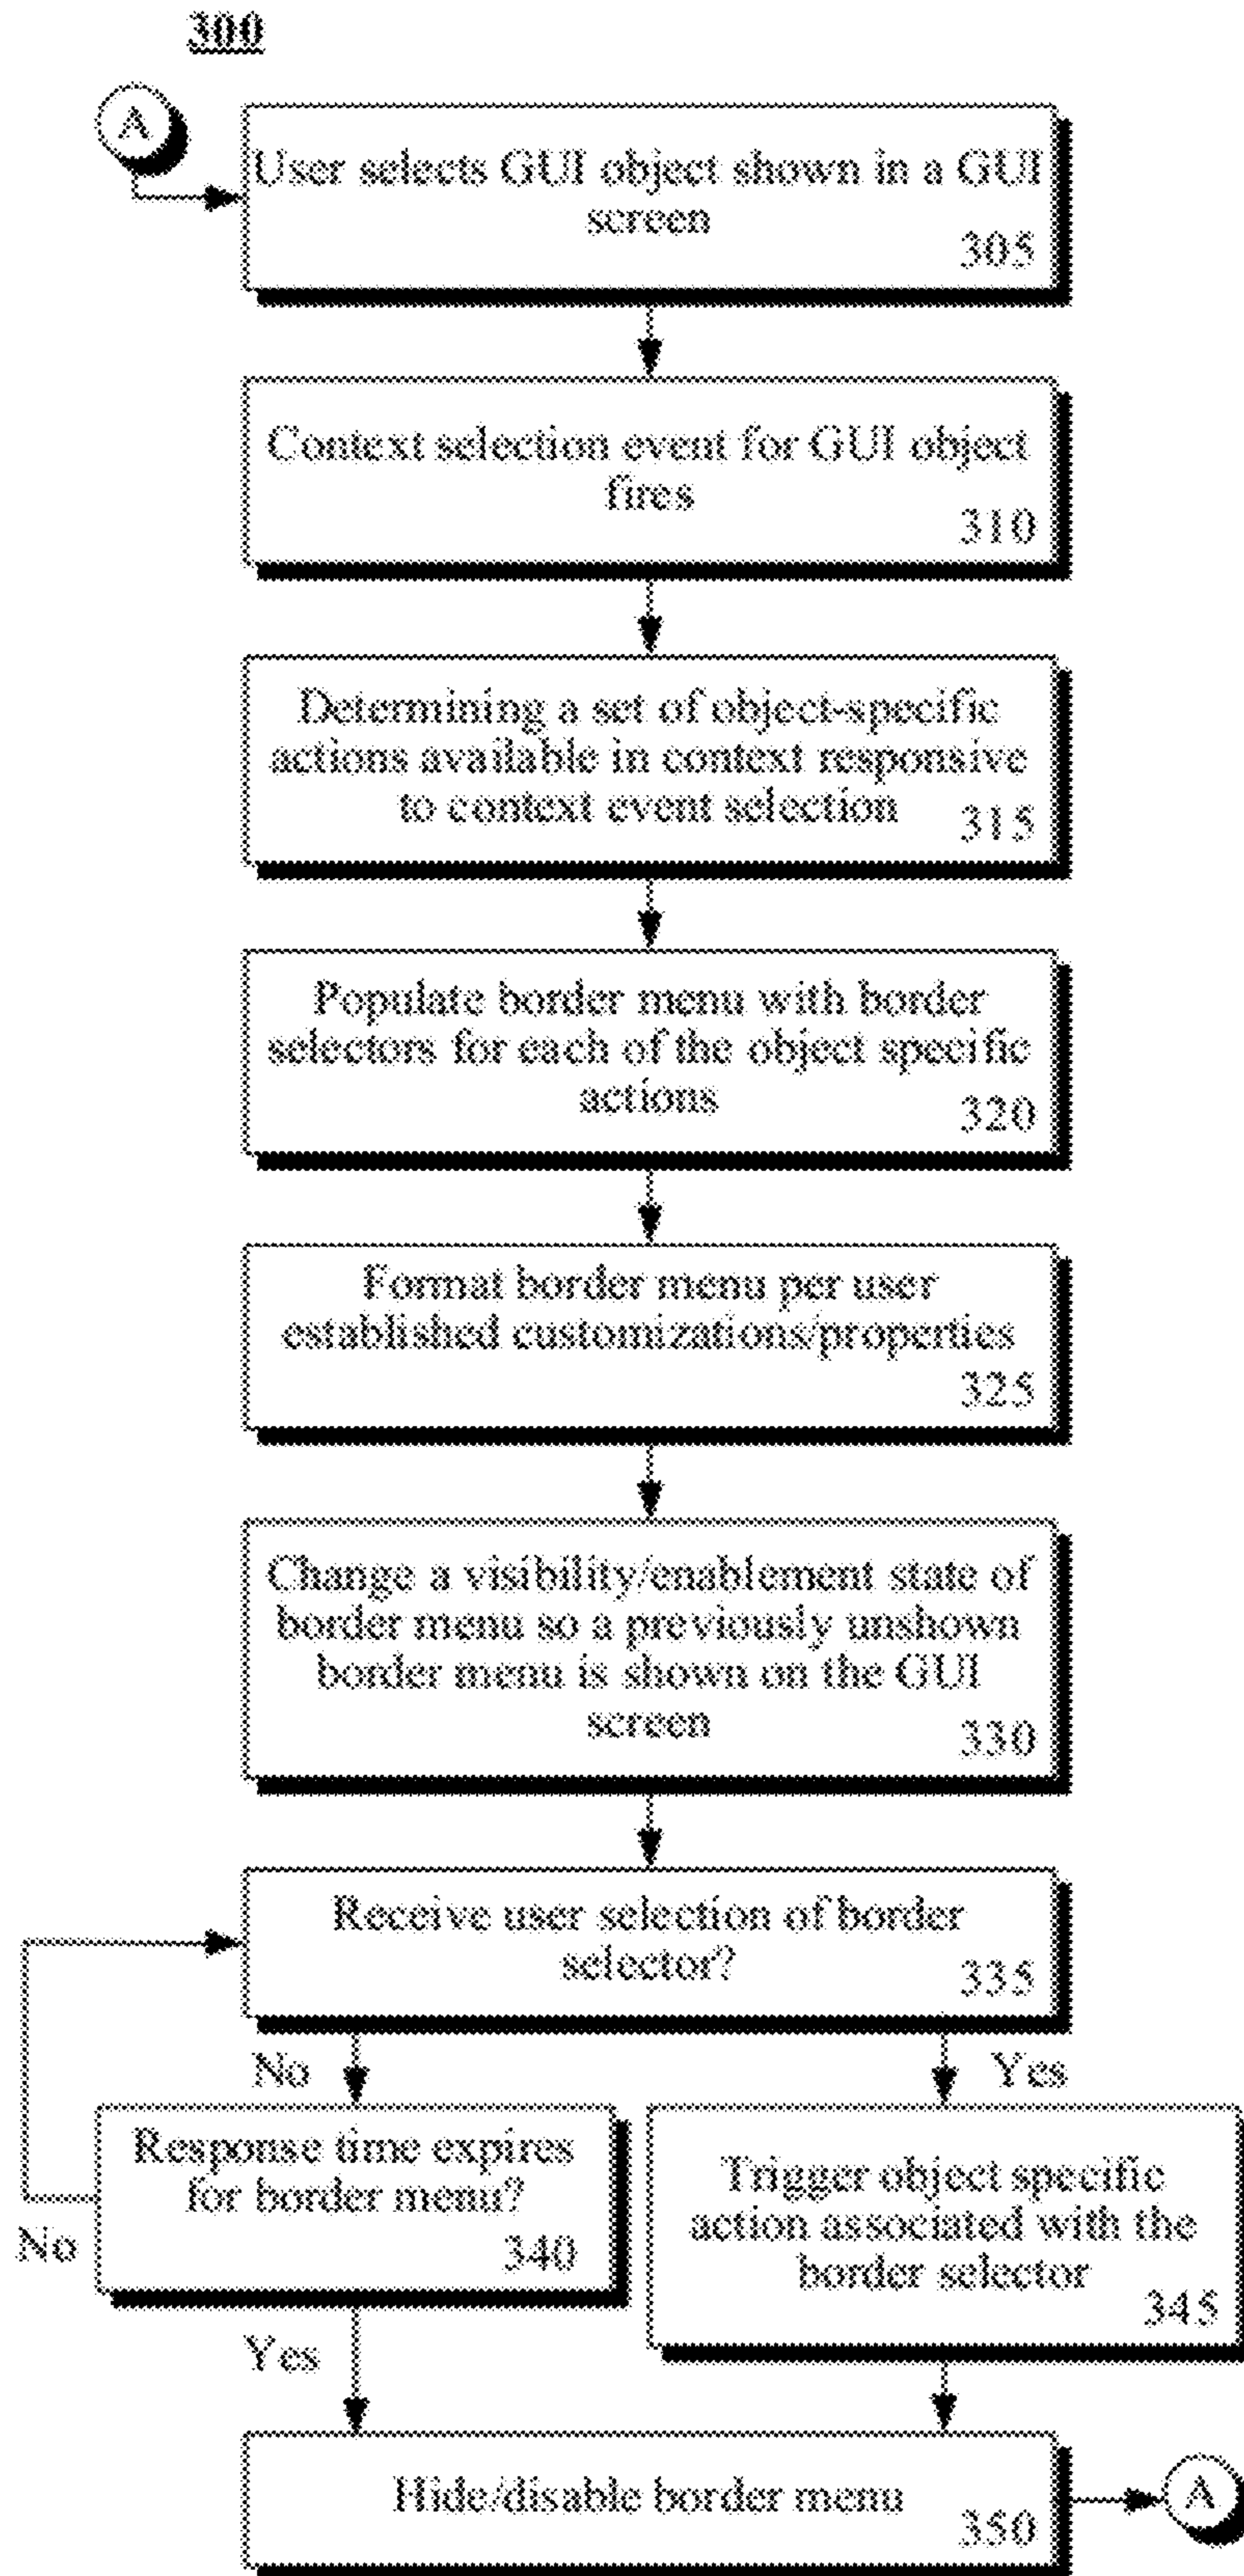 300
A
User selects GUI object shown in a GUI
screen
305
Context selection event for GUI object
fires
310
Determining a set of object-specific
actions available in context responsive
to context event selection
315
Populate border menu with border
selectors for each of the object specific
actions
320
Format border menu per user
established customizations/properties
325
Change a visibility/enablement state of
border menu so a previously unshown
border menu is shown on the GUI
screen
330
Receive user selection of border
selector?
335
No
Yes
Response time expires
for border menu?
340
No
Trigger object specific
action associated with the
border selector
345
Yes
Hide/disable border menu
350
A